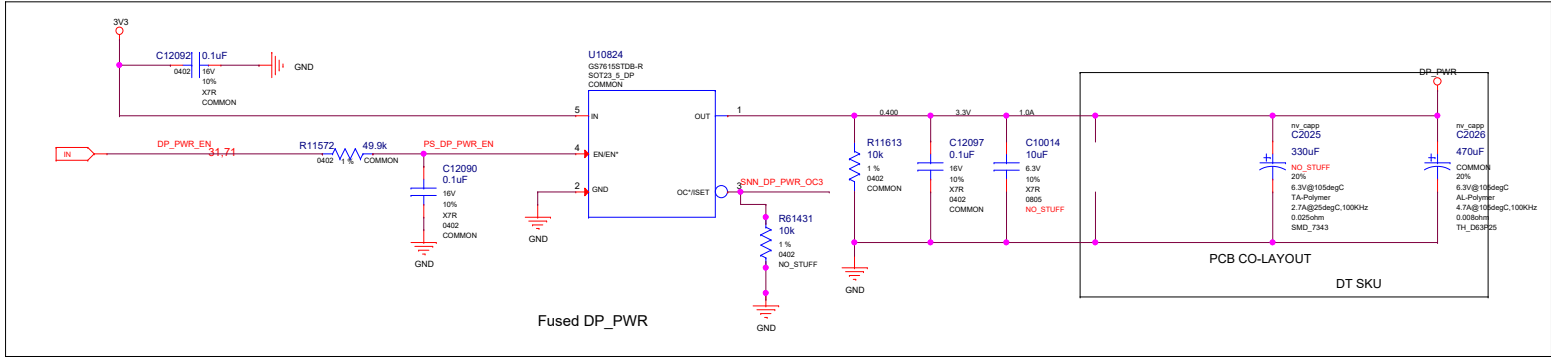 3V3
C12092
0.1uF
0402
16V
10%
X7R
COMMON
GND
U10824
GS7615STDB-R
SOT23_5_DP
COMMON
5
IN
OUT
1
DP_PWR_EN
31,71
IN
R11572
49.9k
0402
1 %
COMMON
PS_DP_PWR_EN
4
EN/EN*
C12090
0.1uF
16V
10%
X7R
0402
COMMON
GND
2
GND
GND
OC*/ISET
3
SNN_DP_PWR_OC3
R61431
10k
1 %
0402
NO_STUFF
GND
0.400
3.3V
1.0A
R11613
10k
1 %
0402
COMMON
GND
C12097
0.1uF
16V
10%
X7R
0402
COMMON
C10014
10uF
6.3V
10%
X7R
0805
NO_STUFF
DP_PWR
nv_capp
C2025
330uF
NO_STUFF
20%
6.3V@105degC
TA-Polymer
2.7A@25degC,100KHz
0.025ohm
SMD_7343
nv_capp
C2026
470uF
COMMON
20%
6.3V@105degC
AL-Polymer
4.7A@105degC,100KHz
0.008ohm
TH_D63P25
PCB CO-LAYOUT
DT SKU
Fused DP_PWR